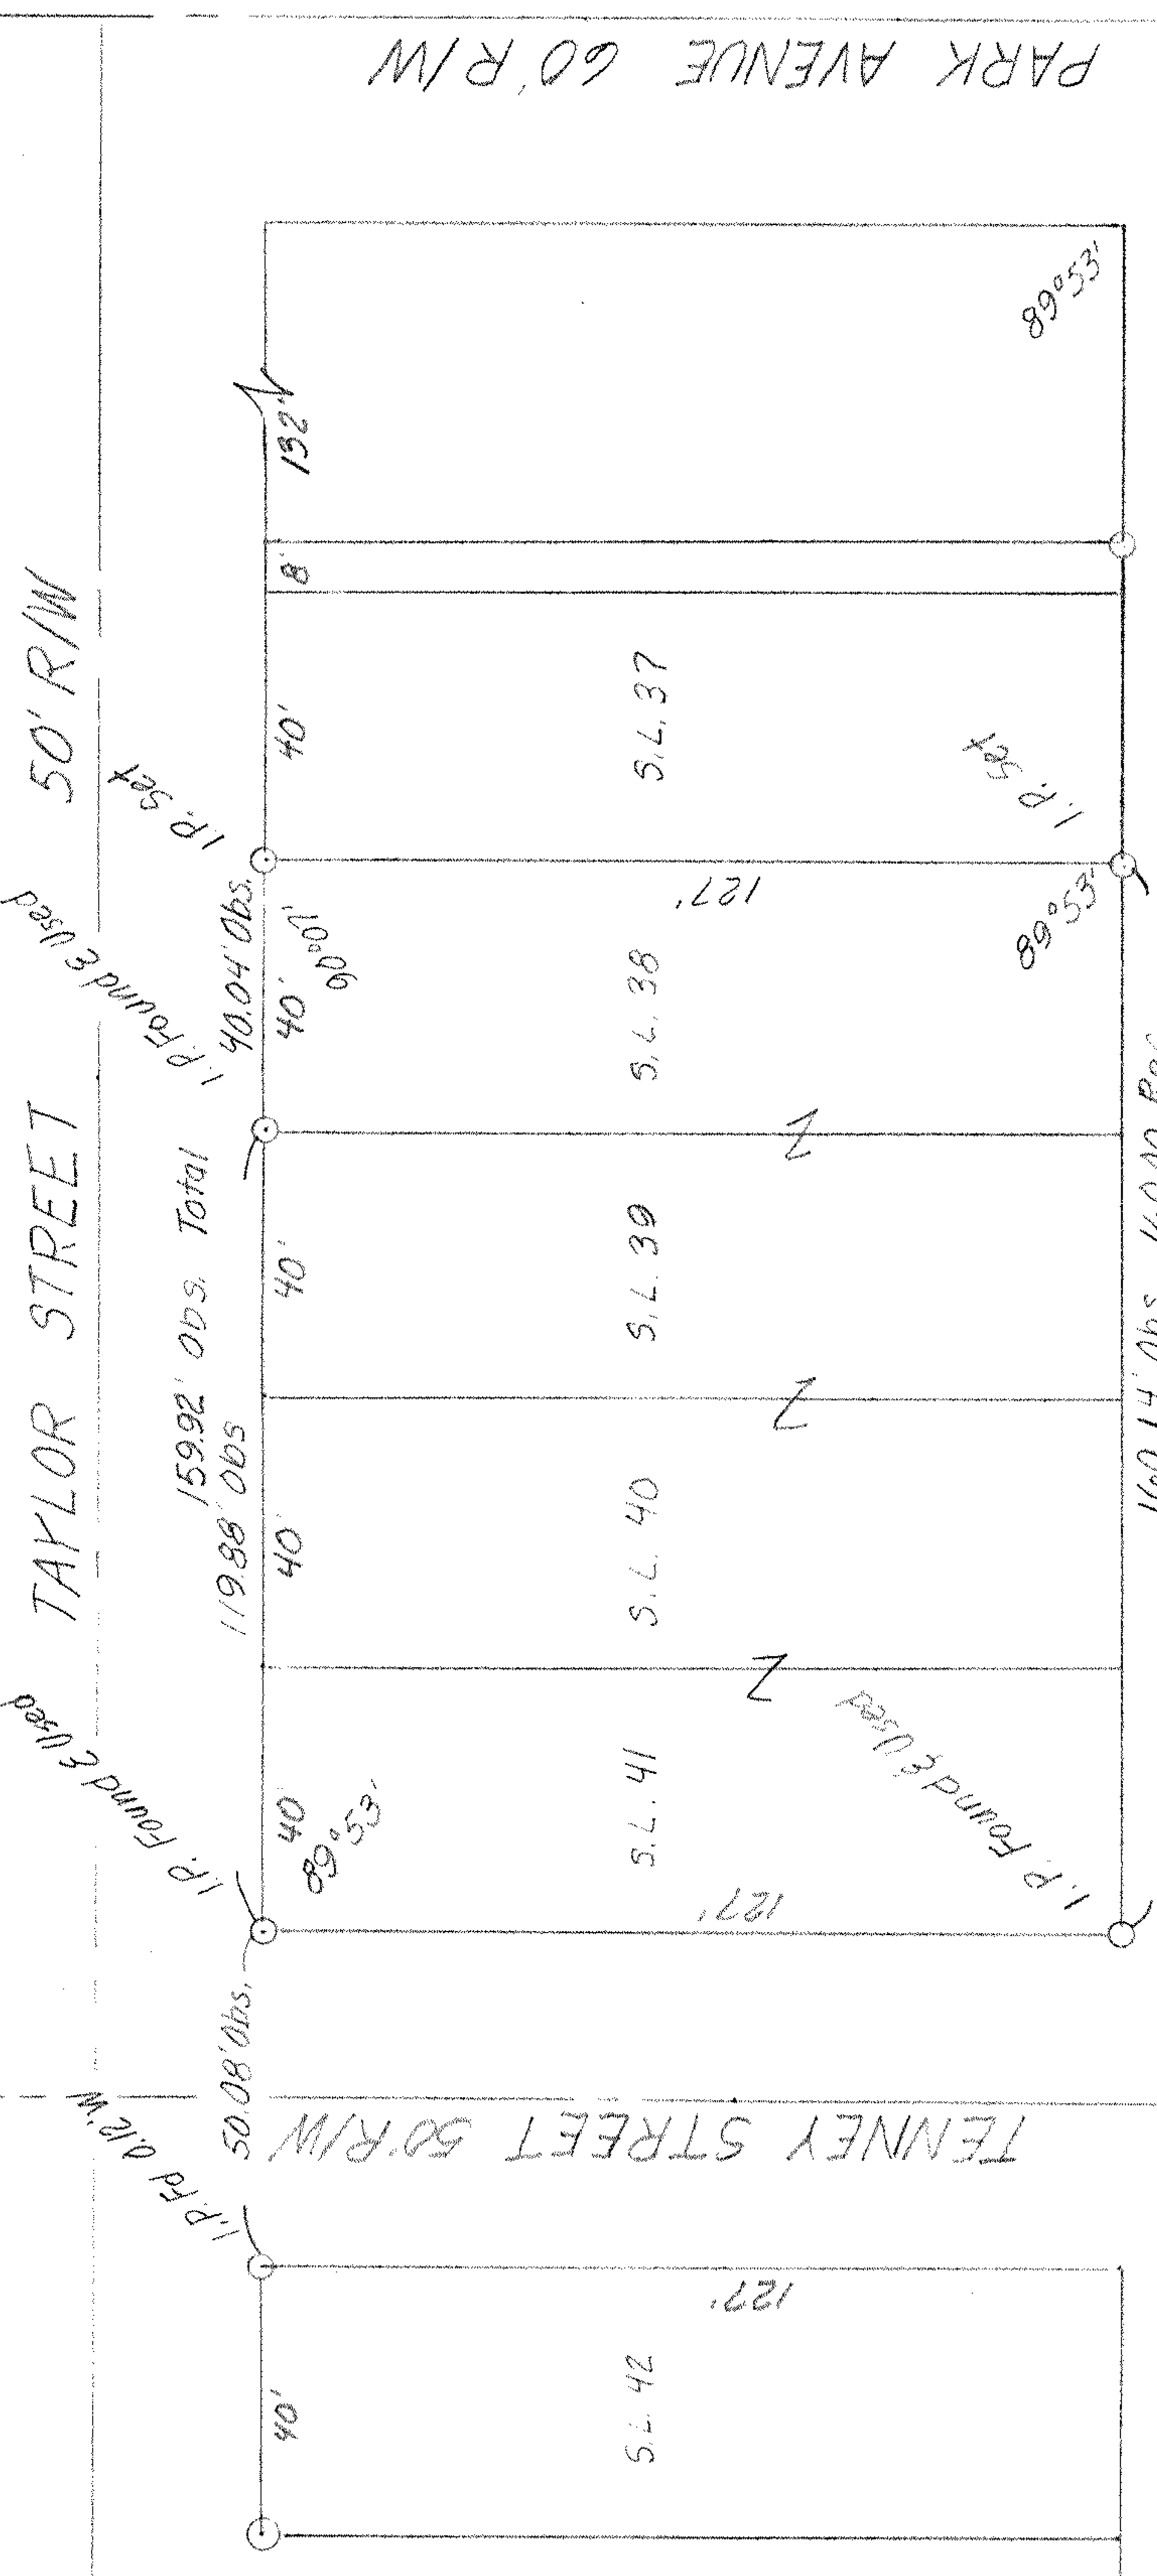 PARK AVENUE 60' R/W
TAYLOR STREET 50' R/W
132'
8'
40'
S.L. 37
89°53'
I.P. Set
I.P. Set
127'
40.04' Obs.
40'
90°07'
S.L. 38
89°53'
I.P. Found & Used
159.92' Obs. Total
119.88' Obs
40'
S.L. 39
40'
S.L. 40
40'
89°53'
S.L. 41
127'
I.P. Found & Used
I.P. Found & Used
160.14' Obs
50.08' Obs.
TENNEY STREET 50' R/W
I.P. Fd 0.12' W
127'
40'
S.L. 42